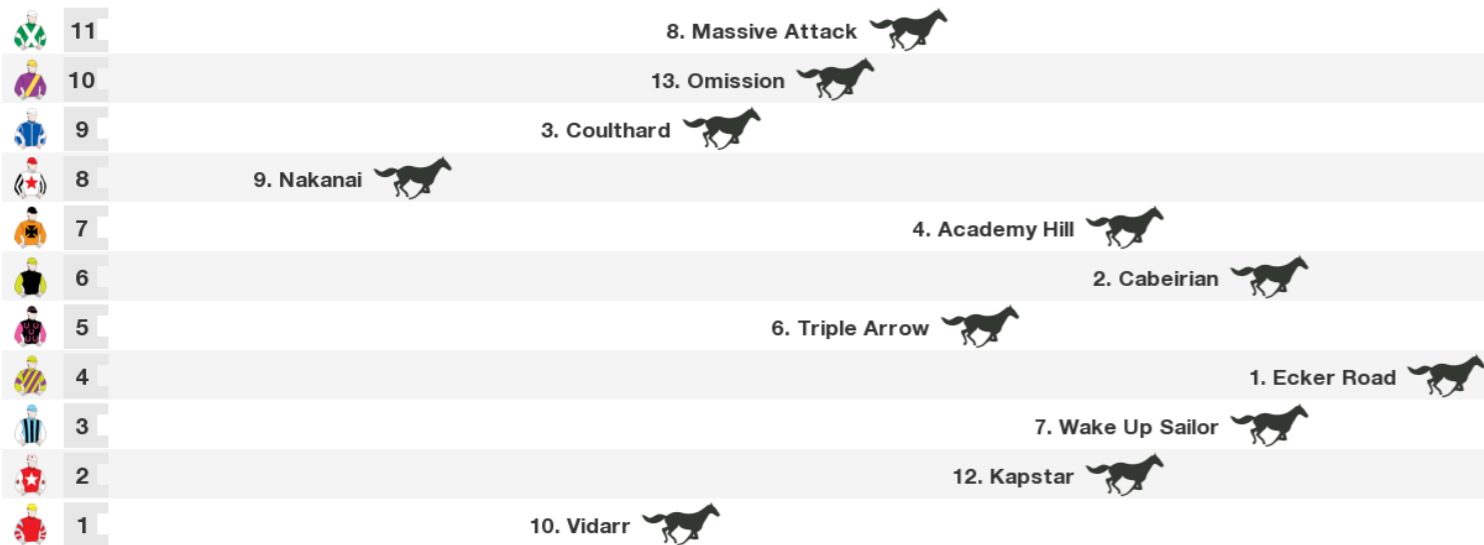 11 8. Massive Attack
10 13. Omission
9 3. Coulthard
8 9. Nakanai
7 4. Academy Hill
6 2. Cabeirian
5 6. Triple Arrow
4 1. Ecker Road
3 7. Wake Up Sailor
2 12. Kapstar
1 10. Vidarr